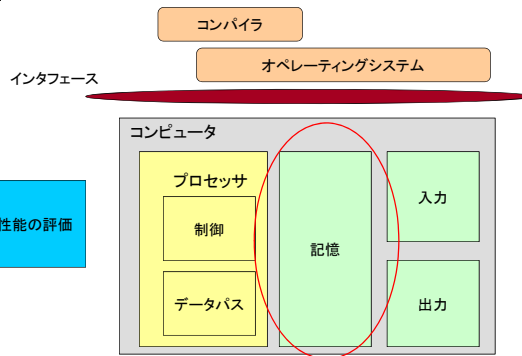 コンパイラ
オペレーティングシステム
インタフェース
コンピュータ
プロセッサ
制御
データパス
記憶
入力
出力
性能の評価